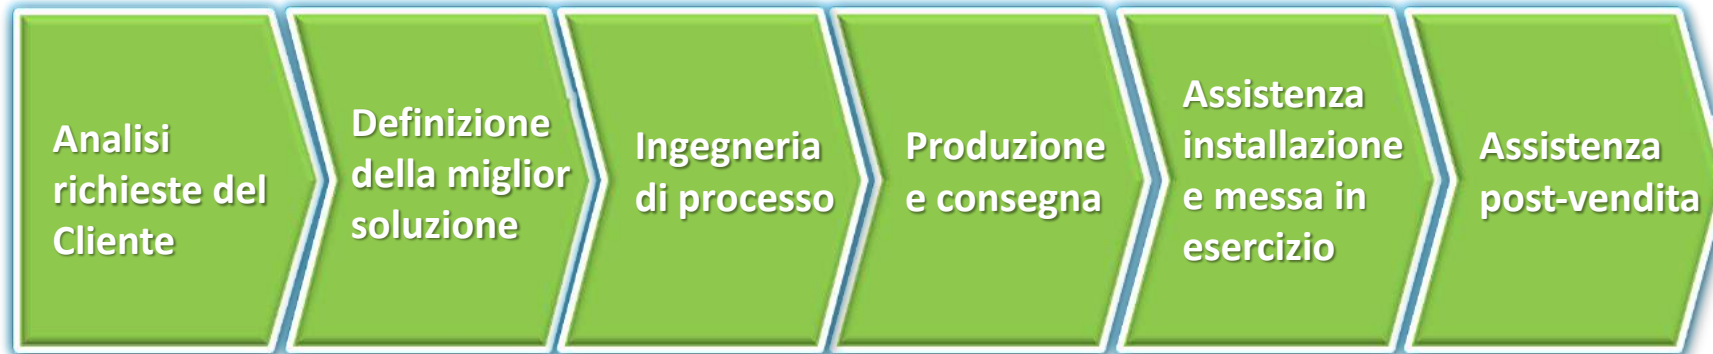 Analisi
richieste del
Cliente
Definizione
della miglior
soluzione
Ingegneria
di processo
Produzione
e consegna
Assistenza
installazione
e messa in
esercizio
Assistenza
post-vendita